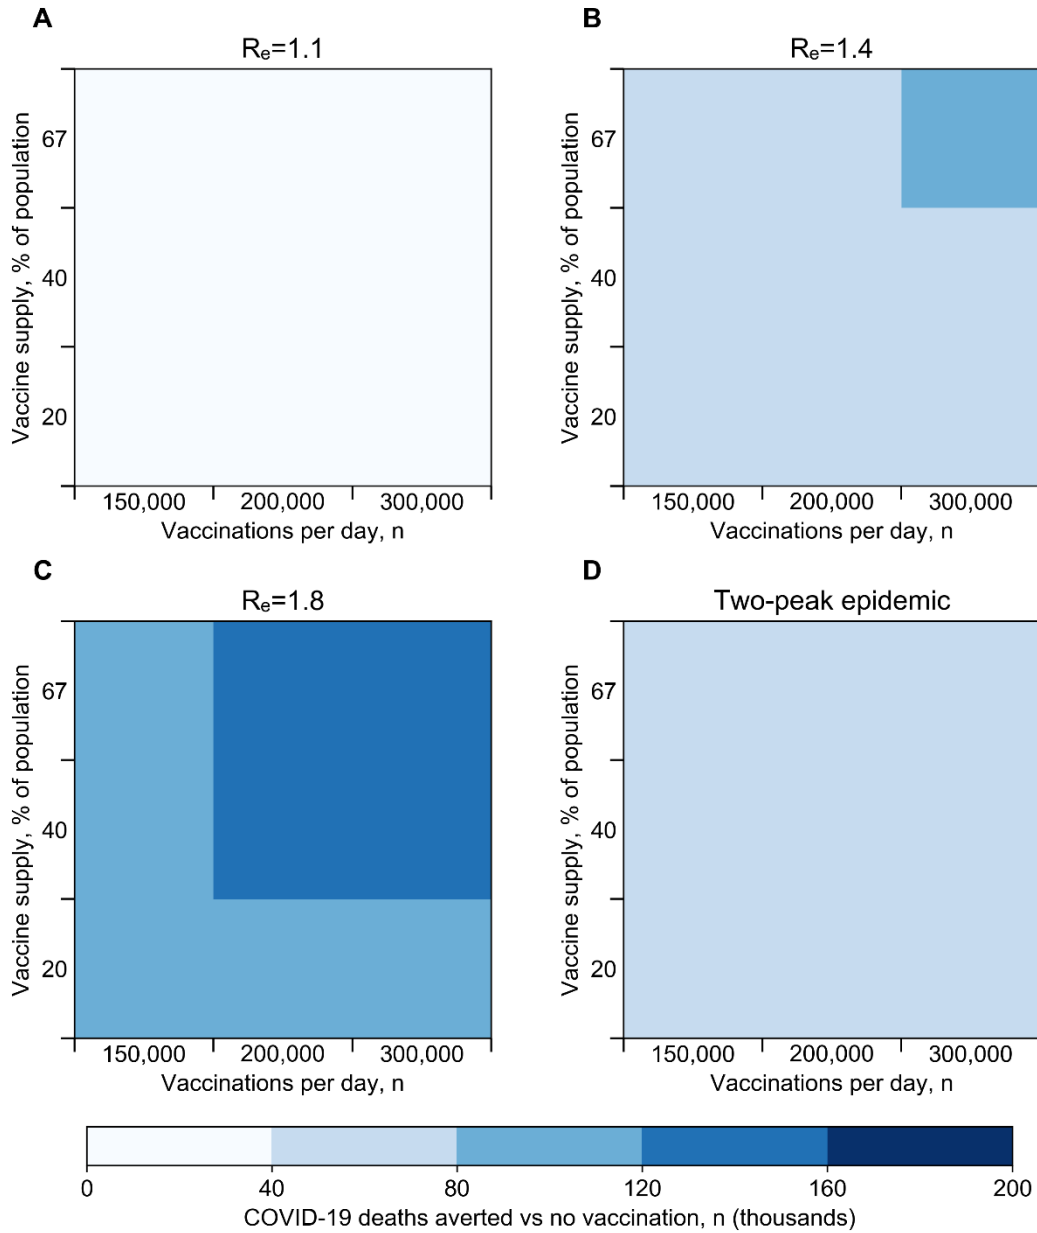 A
Rₑ=1.1
Vaccine supply, % of population
67
40
20
150,000 200,000 300,000
Vaccinations per day, n
B
Rₑ=1.4
Vaccine supply, % of population
67
40
20
150,000 200,000 300,000
Vaccinations per day, n
C
Rₑ=1.8
Vaccine supply, % of population
67
40
20
150,000 200,000 300,000
Vaccinations per day, n
D
Two-peak epidemic
Vaccine supply, % of population
67
40
20
150,000 200,000 300,000
Vaccinations per day, n
0 40 80 120 160 200
COVID-19 deaths averted vs no vaccination, n (thousands)